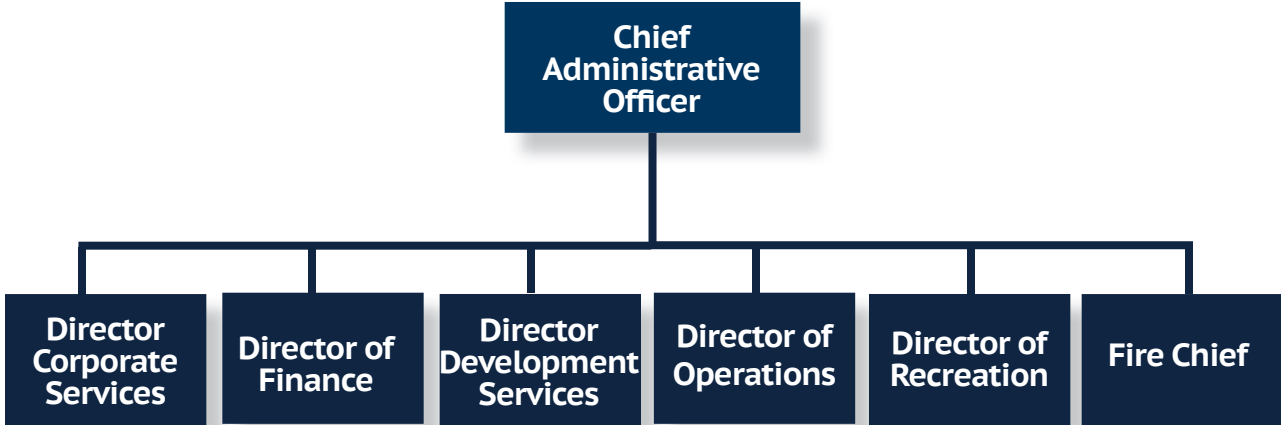 Chief
Administrative
Officer
Director
Corporate
Services
Director of
Finance
Director
Development
Services
Director of
Operations
Director of
Recreation
Fire Chief